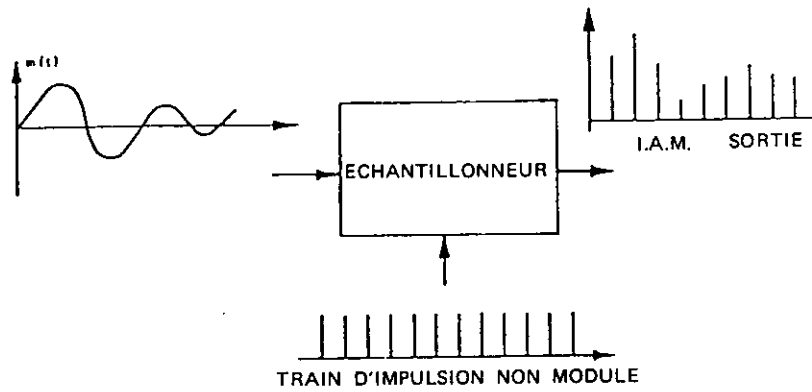 m(t)
I.A.M. SORTIE
ECHANTILLONNEUR
TRAIN D'IMPULSION NON MODULE